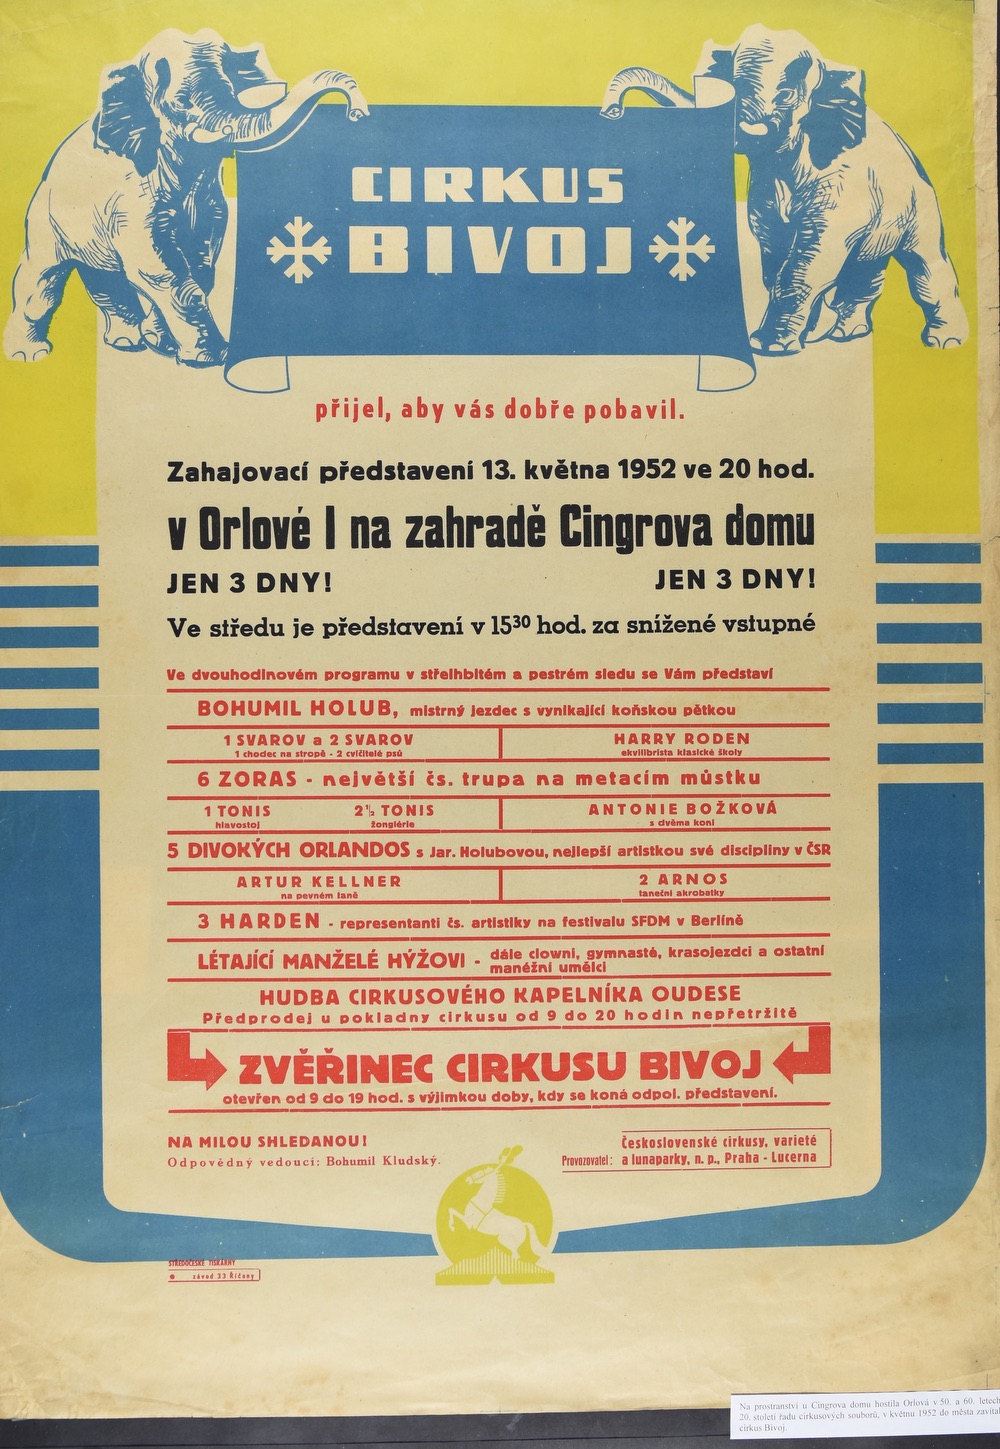 CIRKUS
BIVOJ
přijel, aby vás dobře pobavil.
Zahajovací představení 13. května 1952 ve 20 hod.
v Orlové I na zahradě Cingrova domu
JEN 3 DNY! JEN 3 DNY!
Ve středu je představení v 15³⁰ hod. za snížené vstupné
Ve dvouhodinovém programu v střelhbitém a pestrém sledu se Vám představí
BOHUMIL HOLUB, mistrný jezdec s vynikající koňskou pětkou
1 SVAROV a 2 SVAROV
1 chodec na stropě - 2 cvičitelé psů
HARRY RODEN
ekvilibrista klasické školy
6 ZORAS - největší čs. trupa na metacím můstku
1 TONIS 2½ TONIS
hlavostoj žonglérie
ANTONIE BOŽKOVÁ
s dvěma koni
5 DIVOKÝCH ORLANDOS s Jar. Holubovou, nejlepší artistkou své discipliny v ČSR
ARTUR KELLNER
na pevném laně
2 ARNOS
taneční akrobatky
3 HARDEN - representanti čs. artistiky na festivalu SFDM v Berlíně
LÉTAJÍCÍ MANŽELÉ HÝŽOVI - dále clowni, gymnasté, krasojezdci a ostatní
manéžní umělci
HUDBA CIRKUSOVÉHO KAPELNÍKA OUDESE
Předprodej u pokladny cirkusu od 9 do 20 hodin nepřetržitě
ZVĚŘINEC CIRKUSU BIVOJ
otevřen od 9 do 19 hod. s výjimkou doby, kdy se koná odpol. představení.
NA MILOU SHLEDANOU!
Odpovědný vedoucí: Bohumil Kludský.
Československé cirkusy, varieté
Provozovatel: a lunaparky, n. p., Praha - Lucerna
STŘEDOČESKÉ TISKÁRNY
závod 33 Říčany
Na prostranství u Cingrova domu hostila Orlová v 50. a 60. letech
20. století řadu cirkusových souborů, v květnu 1952 do města zavítal
cirkus Bivoj.